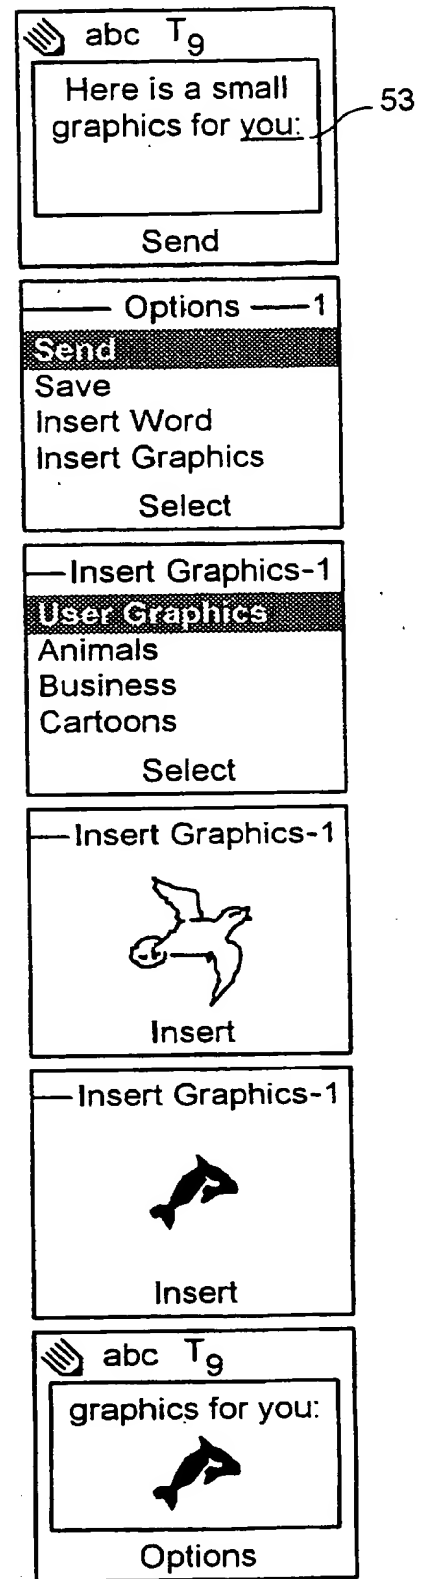 abc T9
Here is a small
graphics for you:
53
Send
Options 1
Send
Save
Insert Word
Insert Graphics
Select
Insert Graphics-1
User Graphics
Animals
Business
Cartoons
Select
Insert Graphics-1
Insert
Insert Graphics-1
Insert
abc T9
graphics for you:
Options